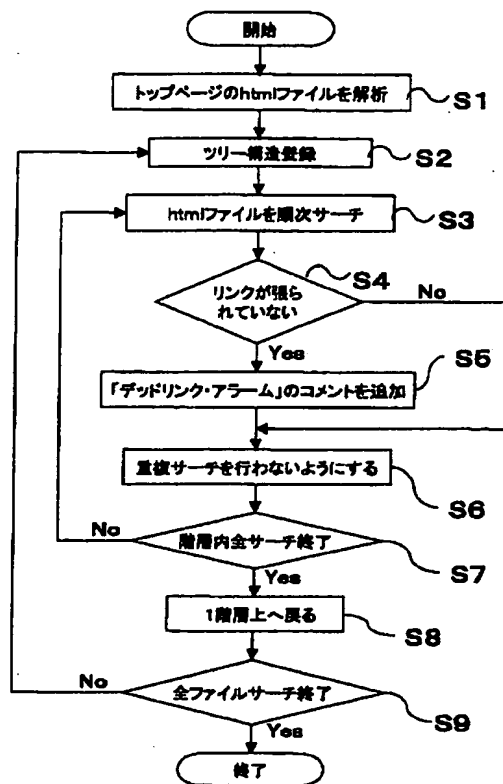 開始
トップページのhtmlファイルを解析
S1
ツリー構造登録
S2
htmlファイルを順次サーチ
S3
S4
リンクが張ら
れていない
No
Yes
S5
「デッドリンク・アラーム」のコメントを追加
重複サーチを行わないようにする
S6
No
階層内全サーチ終了
S7
Yes
1階層上へ戻る
S8
No
全ファイルサーチ終了
S9
Yes
終了